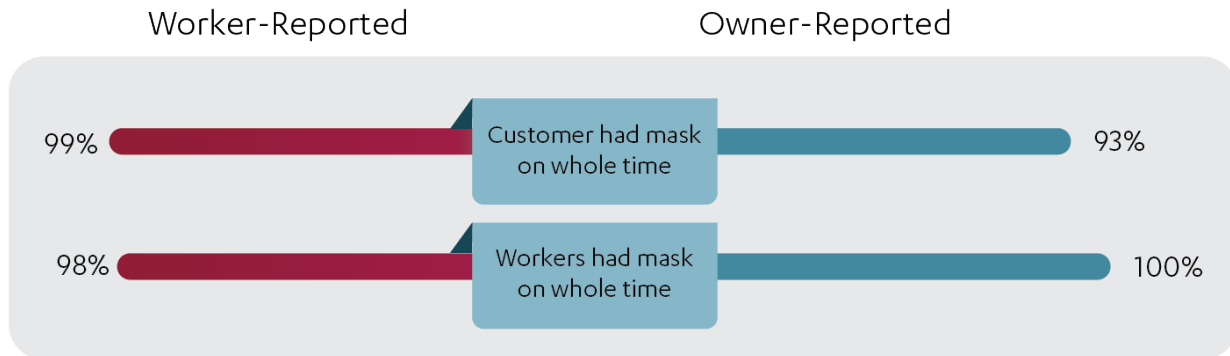 Worker-Reported
Owner-Reported
99%
Customer had mask
on whole time
93%
98%
Workers had mask
on whole time
100%